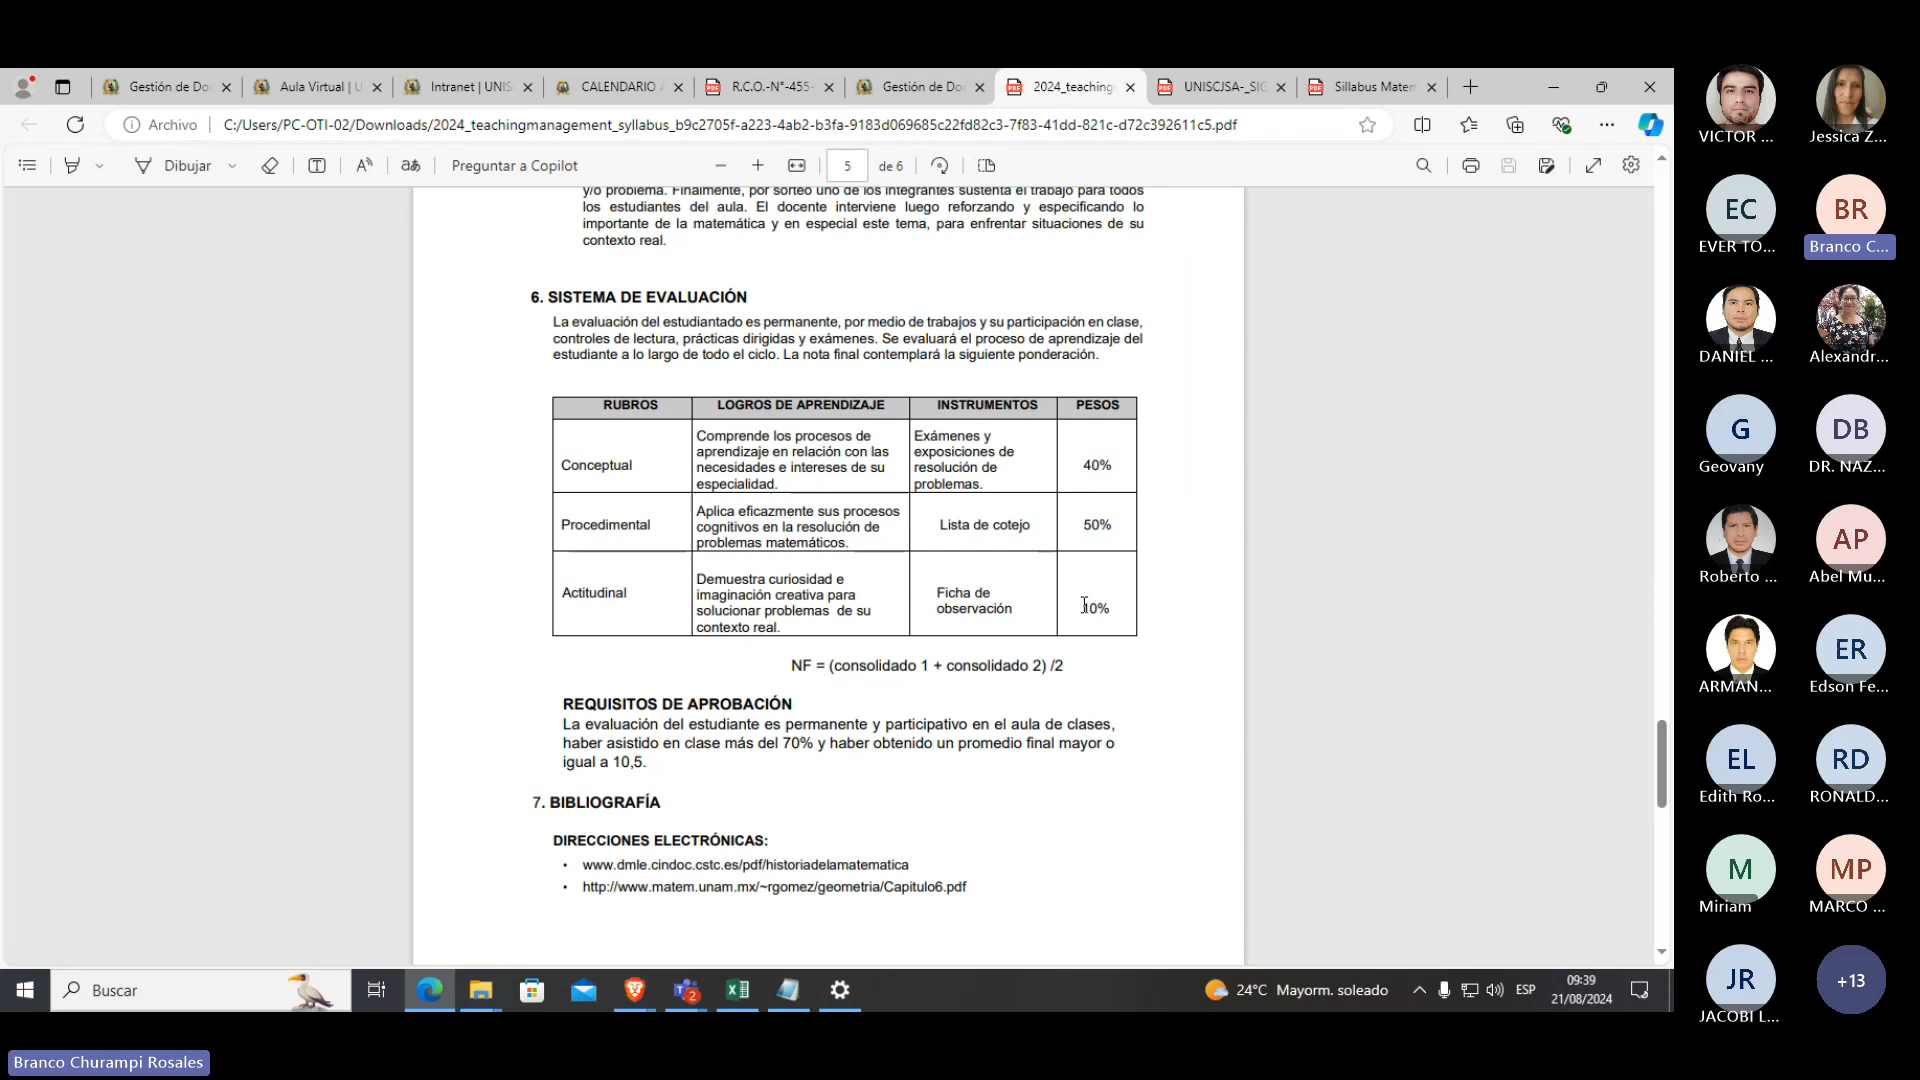 Gestión de Do
Aula Virtual | U
Intranet | UNIS
CALENDARIO A
R.C.O.-N°-455-
Gestión de Do
2024_teaching
UNISCJSA-_SIG
Sillabus Matem
Archivo
C:/Users/PC-OTI-02/Downloads/2024_teachingmanagement_syllabus_b9c2705f-a223-4ab2-b3fa-9183d069685c22fd82c3-7f83-41dd-821c-d72c392611c5.pdf
Dibujar
Preguntar a Copilot
5
de 6
y/o problema. Finalmente, por sorteo uno de los integrantes sustenta el trabajo para todos
los estudiantes del aula. El docente interviene luego reforzando y especificando lo
importante de la matemática y en especial este tema, para enfrentar situaciones de su
contexto real.
6. SISTEMA DE EVALUACIÓN
La evaluación del estudiantado es permanente, por medio de trabajos y su participación en clase,
controles de lectura, prácticas dirigidas y exámenes. Se evaluará el proceso de aprendizaje del
estudiante a lo largo de todo el ciclo. La nota final contemplará la siguiente ponderación.
RUBROS
LOGROS DE APRENDIZAJE
INSTRUMENTOS
PESOS
Conceptual
Comprende los procesos de
aprendizaje en relación con las
necesidades e intereses de su
especialidad.
Exámenes y
exposiciones de
resolución de
problemas.
40%
Procedimental
Aplica eficazmente sus procesos
cognitivos en la resolución de
problemas matemáticos.
Lista de cotejo
50%
Actitudinal
Demuestra curiosidad e
imaginación creativa para
solucionar problemas de su
contexto real.
Ficha de
observación
10%
NF = (consolidado 1 + consolidado 2) /2
REQUISITOS DE APROBACIÓN
La evaluación del estudiante es permanente y participativo en el aula de clases,
haber asistido en clase más del 70% y haber obtenido un promedio final mayor o
igual a 10,5.
7. BIBLIOGRAFÍA
DIRECCIONES ELECTRÓNICAS:
• www.dmle.cindoc.cstc.es/pdf/historiadelamatematica
• http://www.matem.unam.mx/~rgomez/geometria/Capitulo6.pdf
Buscar
2
24°C Mayorm. soleado
ESP
09:39
21/08/2024
VICTOR ...
Jessica Z...
EC
EVER TO...
BR
Branco C...
DANIEL ...
Alexandr...
G
Geovany
DB
DR. NAZ...
Roberto ...
AP
Abel Mu...
ARMAN...
ER
Edson Fe...
EL
Edith Ro...
RD
RONALD...
M
Miriam
MP
MARCO ...
JR
JACOBI L...
+13
Branco Churampi Rosales